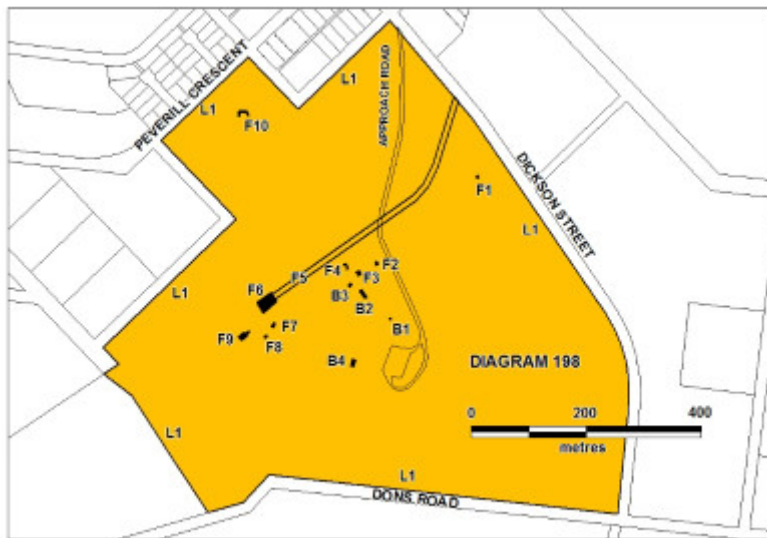 PEVERILL CRESCENT
L1
L1
F10
APPROACH ROAD
DICKSON STREET
F1
L1
F4
F2
F3
F5
B3
B2
F6
L1
F7
F8
F9
B1
B4
DIAGRAM 198
0 200 400
metres
L1
L1
DONS ROAD